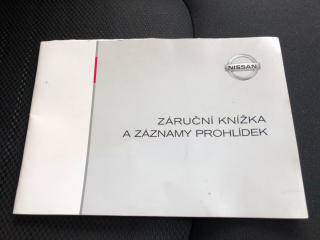 NISSAN
ZÁRUČNÍ KNÍŽKA
A ZÁZNAMY PROHLÍDEK